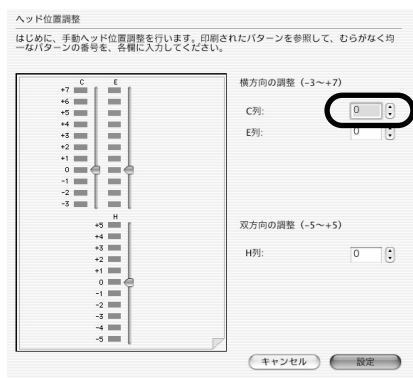 ヘッド位置調整
はじめに、手動ヘッド位置調整を行います。印刷されたパターンを参照して、むらがなく均
一なパターンの番号を、各欄に入力してください。
C E
+7
+6
+5
+4
+3
+2
+1
0
-1
-2
-3
H
+5
+4
+3
+2
+1
0
-1
-2
-3
-4
-5
横方向の調整（-3〜+7）
C列: 0
E列: 0
双方向の調整（-5〜+5）
H列: 0
キャンセル 設定